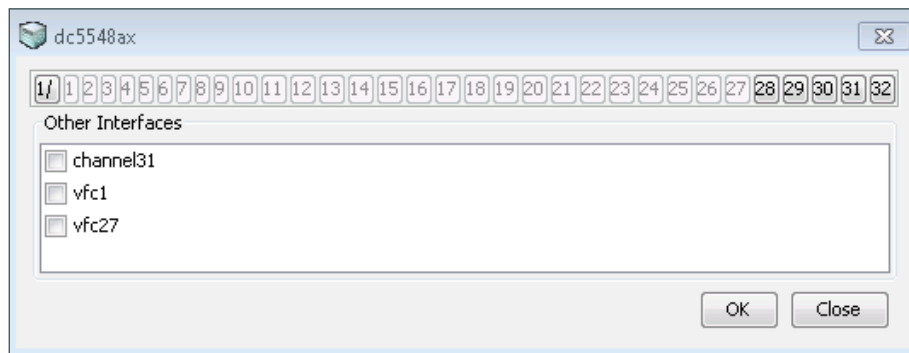 dc5548ax
1/ 1 2 3 4 5 6 7 8 9 10 11 12 13 14 15 16 17 18 19 20 21 22 23 24 25 26 27 28 29 30 31 32
Other Interfaces
channel31
vfc1
vfc27
OK Close